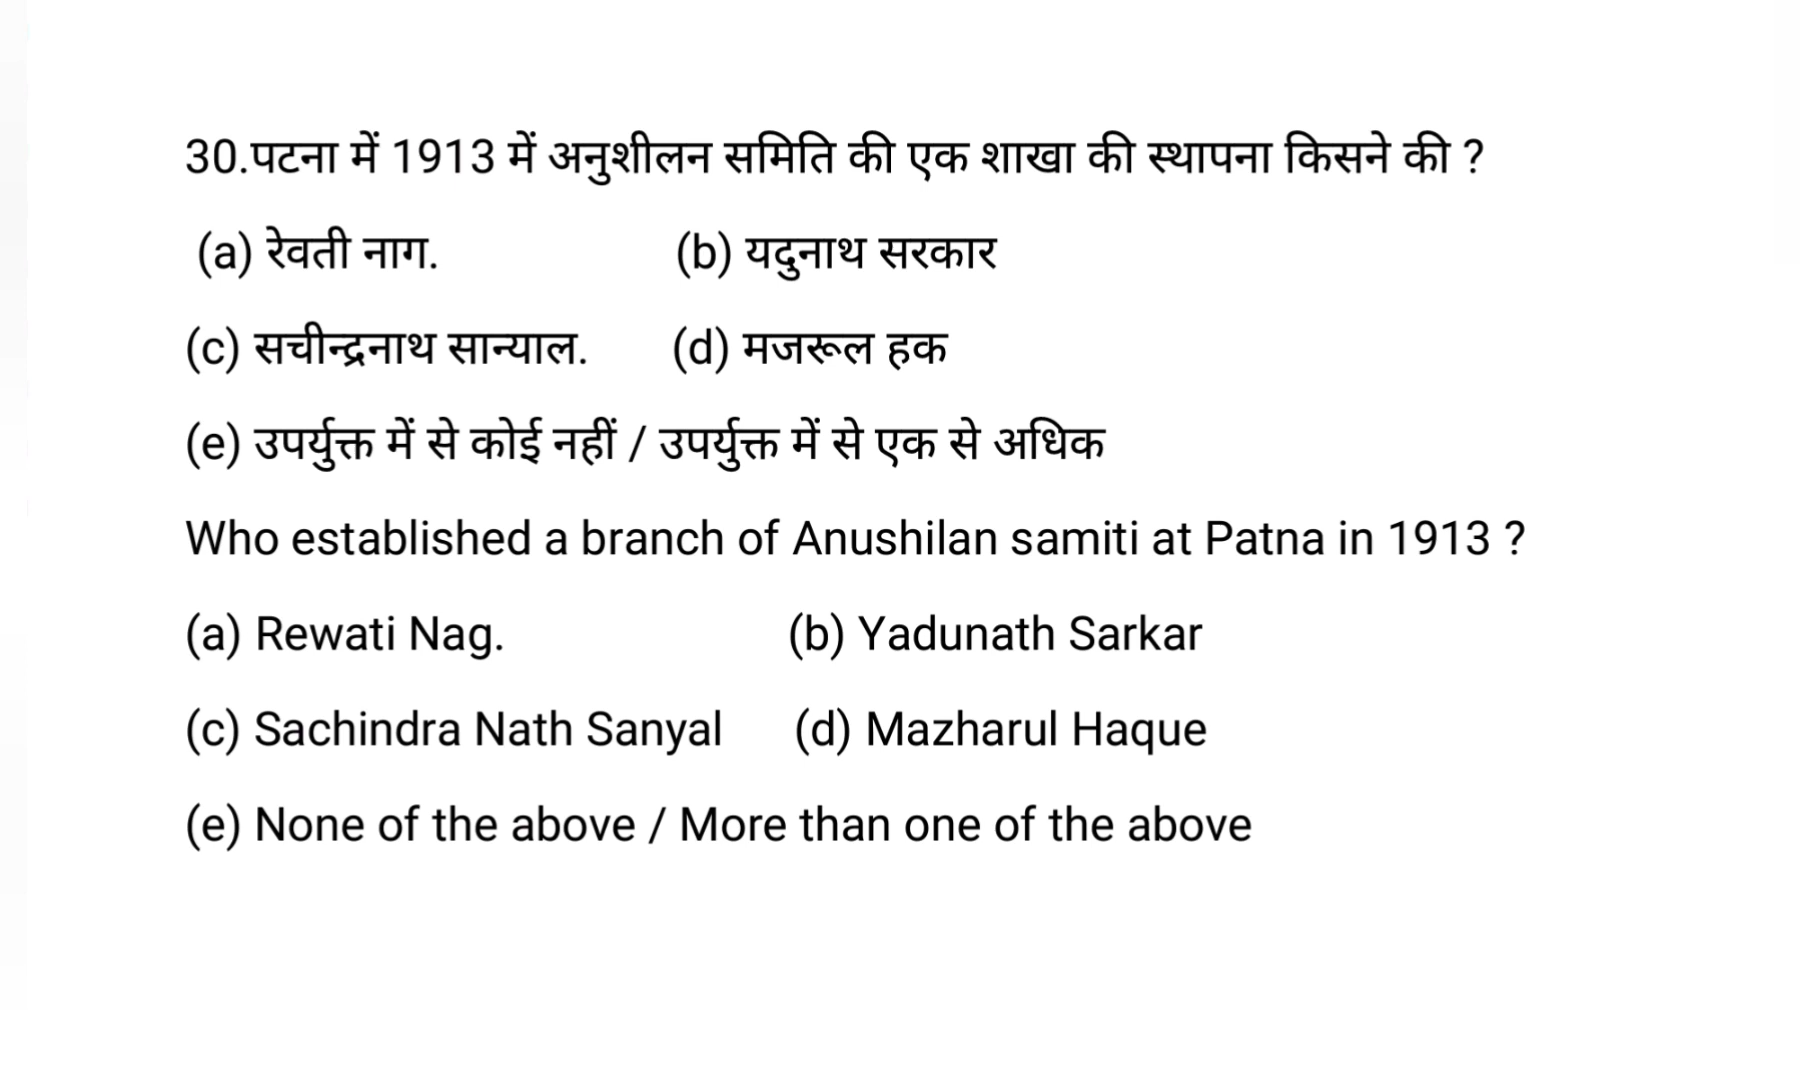 30.पटना में 1913 में अनुशीलन समिति की एक शाखा की स्थापना किसने की ?
(a) रेवती नाग. (b) यदुनाथ सरकार
(c) सचीन्द्रनाथ सान्याल. (d) मजरूल हक
(e) उपर्युक्त में से कोई नहीं / उपर्युक्त में से एक से अधिक
Who established a branch of Anushilan samiti at Patna in 1913 ?
(a) Rewati Nag. (b) Yadunath Sarkar
(c) Sachindra Nath Sanyal (d) Mazharul Haque
(e) None of the above / More than one of the above